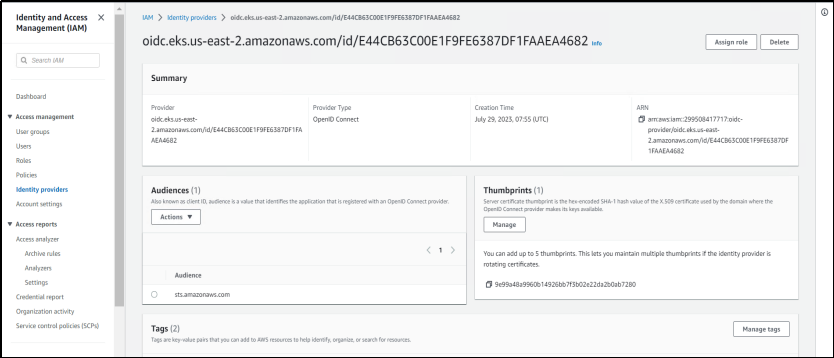 Identity and Access
Management (IAM)
Search IAM
Dashboard
Access management
User groups
Users
Roles
Policies
Identity providers
Account settings
Access reports
Access analyzer
Archive rules
Analyzers
Settings
Credential report
Organization activity
Service control policies (SCPs)
IAM > Identity providers > oidc.eks.us-east-2.amazonaws.com/id/E44CB63C00E1F9FE6387DF1FAAEA4682
oidc.eks.us-east-2.amazonaws.com/id/E44CB63C00E1F9FE6387DF1FAAEA4682 Info
Assign role Delete
Summary
Provider
oidc.eks.us-east-
2.amazonaws.com/id/E44CB63C00E1F9FE6387DF1FA
AEA4682
Provider Type
OpenID Connect
Creation Time
July 29, 2023, 07:55 (UTC)
ARN
arn:aws:iam::299508417717:oidc-
provider/oidc.eks.us-east-
2.amazonaws.com/id/E44CB63C00E1F9FE6387DF
1FAAEA4682
Audiences (1)
Also known as client ID, audience is a value that identifies the application that is registered with an OpenID Connect provider.
Actions
1
Audience
sts.amazonaws.com
Thumbprints (1)
Server certificate thumbprint is the hex-encoded SHA-1 hash value of the X.509 certificate used by the domain where the
OpenID Connect provider makes its keys available.
Manage
You can add up to 5 thumbprints. This lets you maintain multiple thumbprints if the identity provider is
rotating certificates.
9e99a48a9960b14926bb7f3b02e22da2b0ab7280
Tags (2)
Tags are key-value pairs that you can add to AWS resources to help identify, organize, or search for resources.
Manage tags